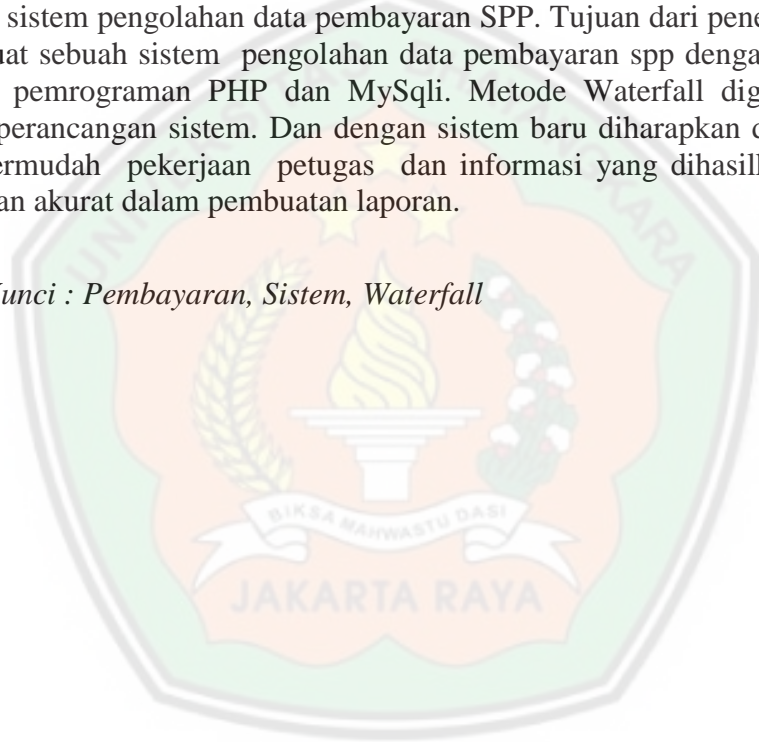 sistem pengolahan data pembayaran SPP. Tujuan dari pene
uat sebuah sistem pengolahan data pembayaran spp denga
pemrograman PHP dan MySqli. Metode Waterfall dig
perancangan sistem. Dan dengan sistem baru diharapkan d
ermudah pekerjaan petugas dan informasi yang dihasill
an akurat dalam pembuatan laporan.
Kunci : Pembayaran, Sistem, Waterfall
BIKSA MAHWASTU DASI
JAKARTA RAYA